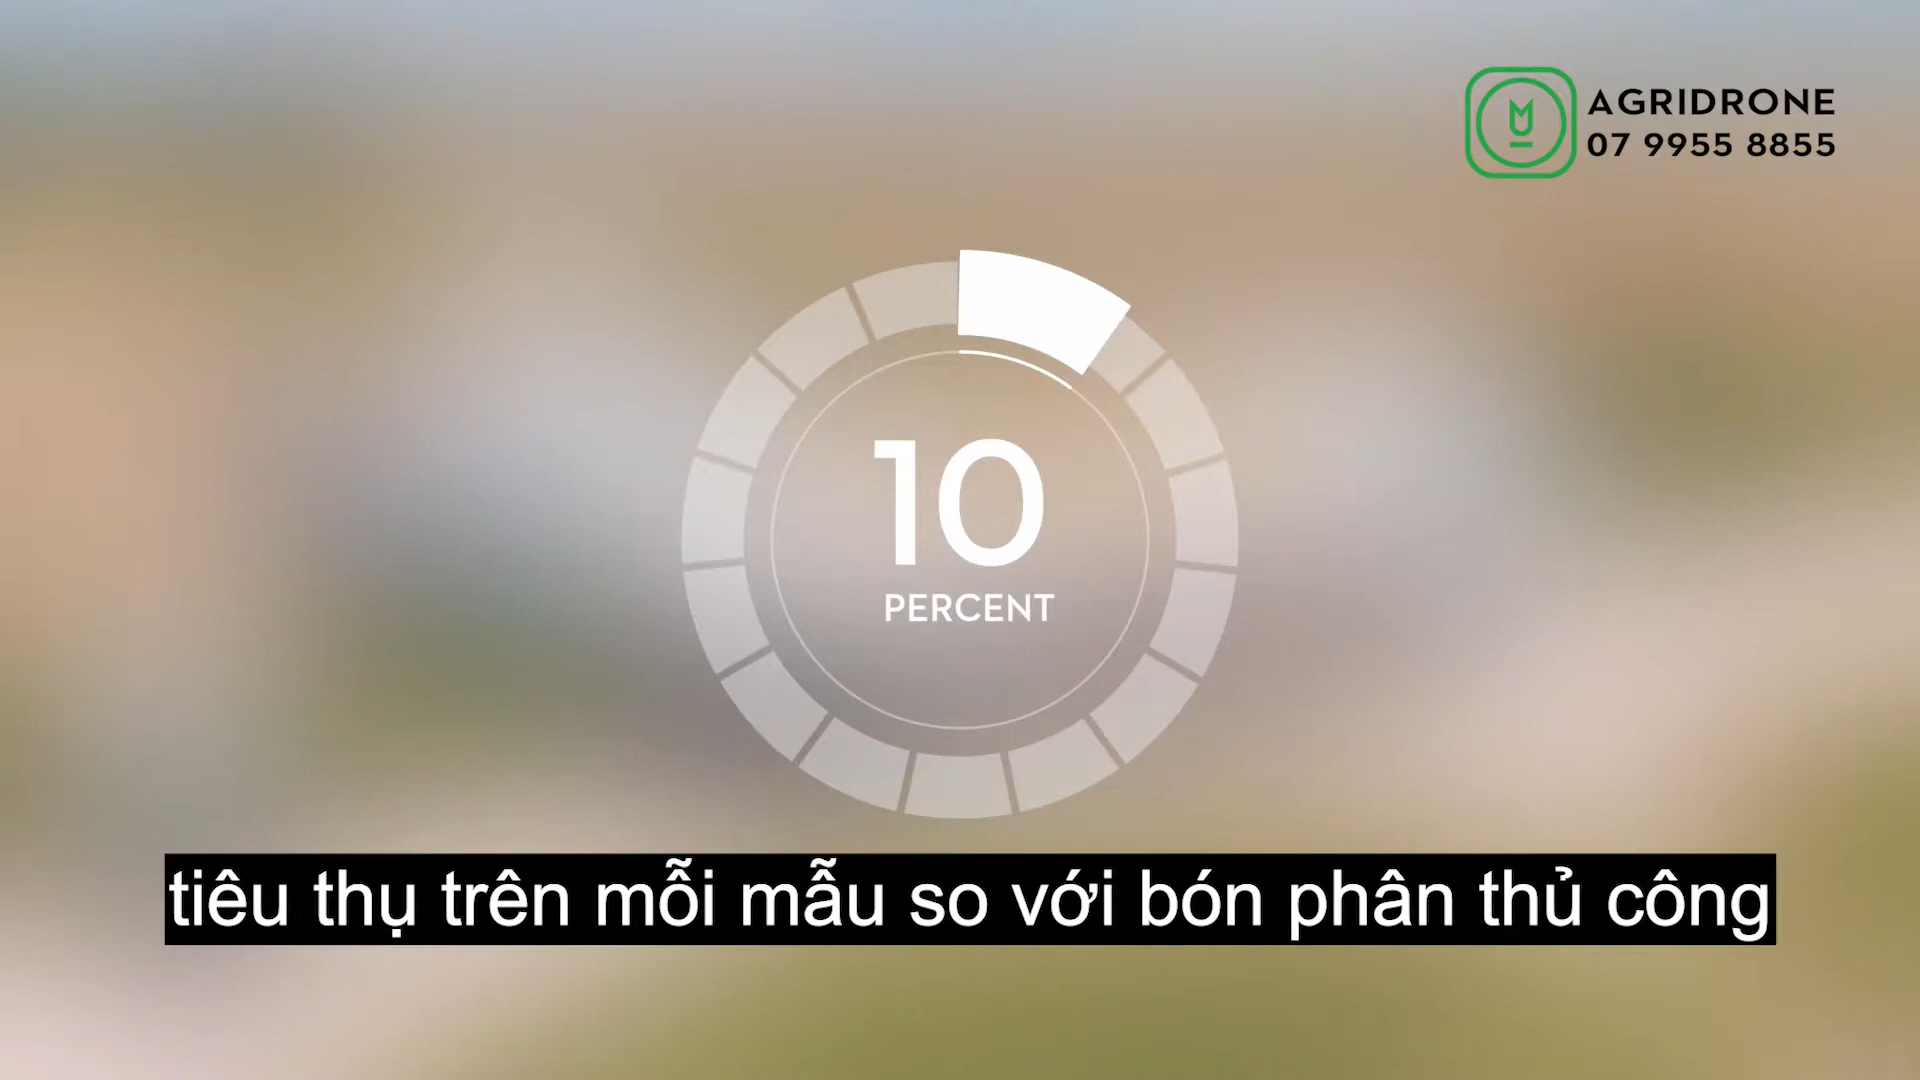 AGRIDRONE
07 9955 8855
10
PERCENT
tiêu thụ trên mỗi mẫu so với bón phân thủ công